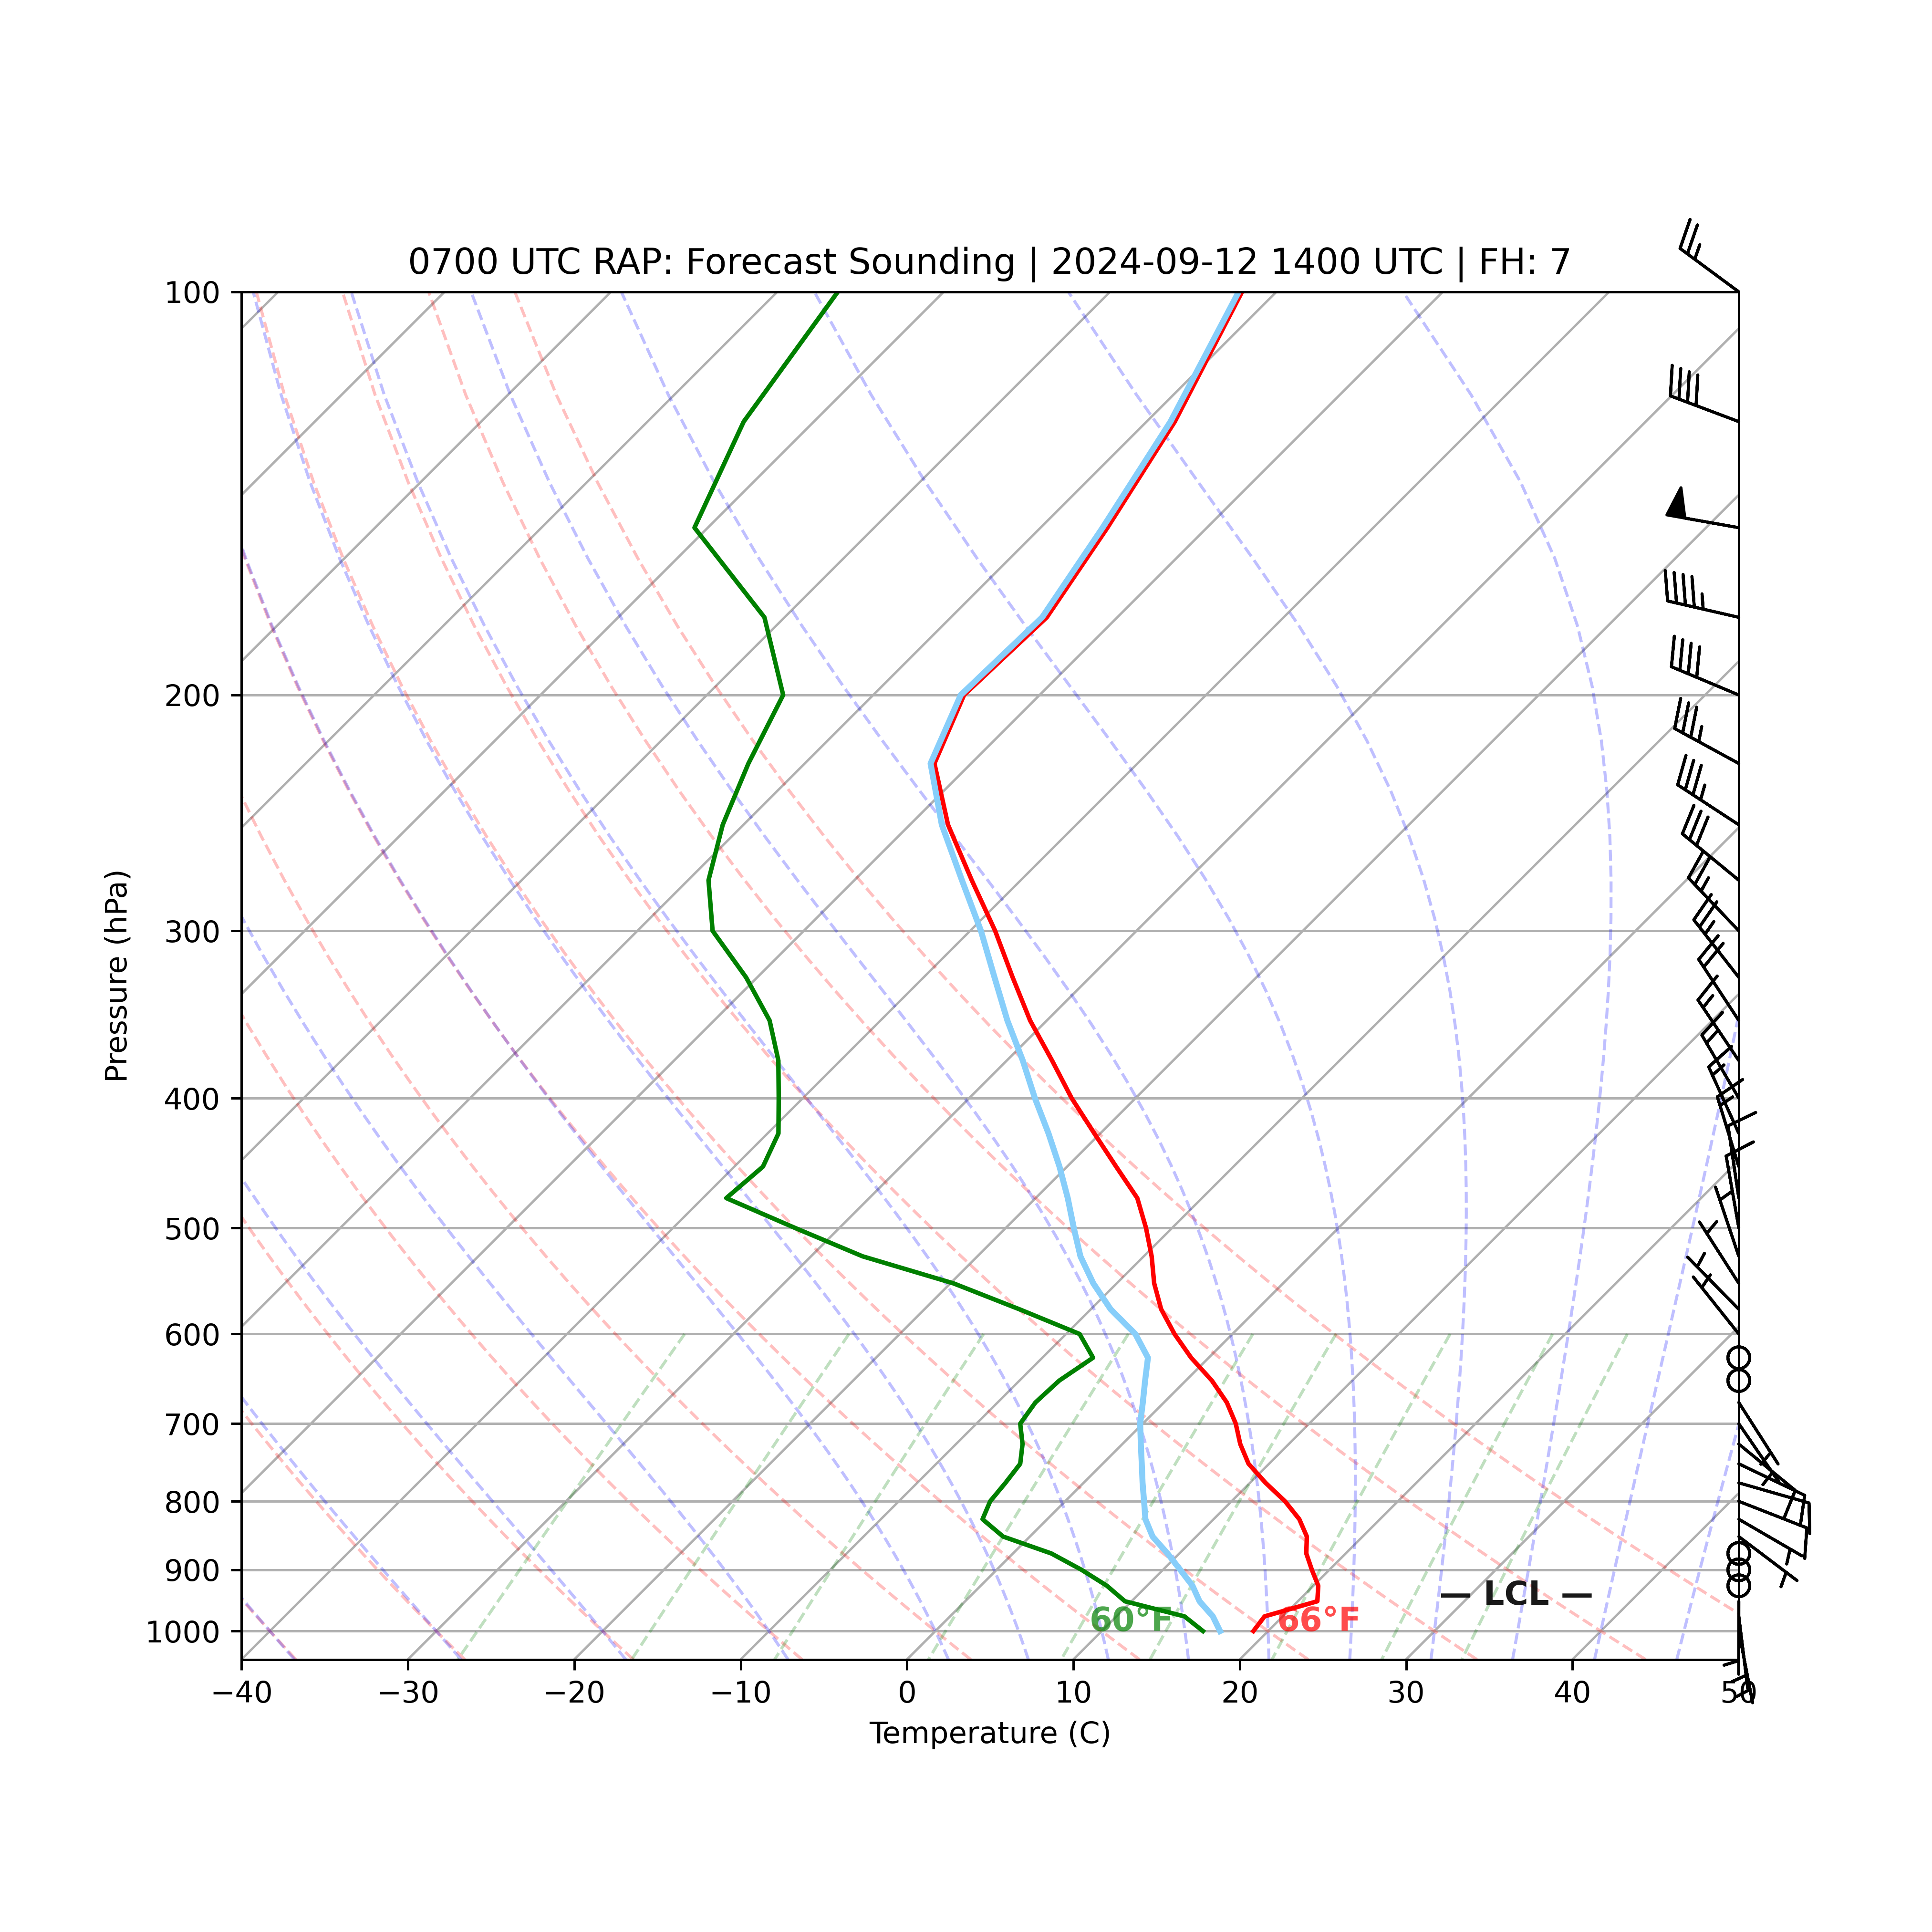 0700 UTC RAP: Forecast Sounding | 2024-09-12 1400 UTC | FH: 7
100
200
300
400
500
600
700
800
900
1000
Pressure (hPa)
— LCL —
60°F
66°F
−40 −30 −20 −10 0 10 20 30 40 50
Temperature (C)